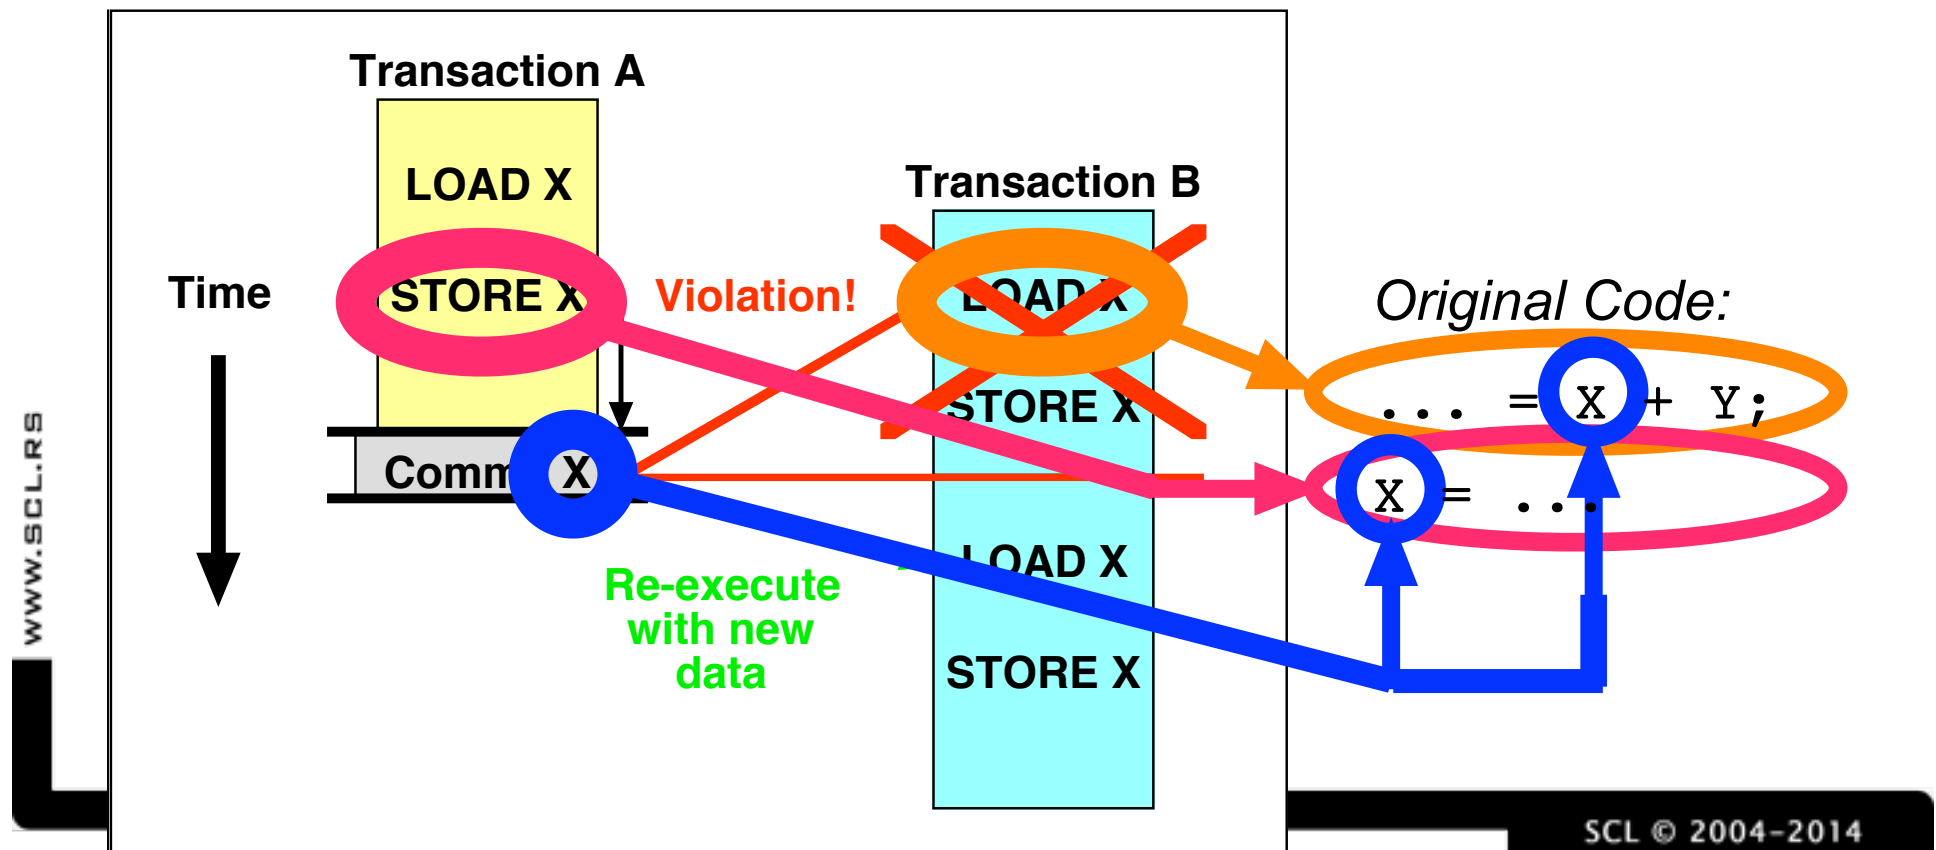 Transaction A
LOAD X
Transaction B
STORE X
Violation!
LOAD X
Time
Original Code:
... = X + Y;
STORE X
X
X = ...
LOAD X
Re-execute
with new
data
STORE X
www.SCL.RS
SCL © 2004-2014